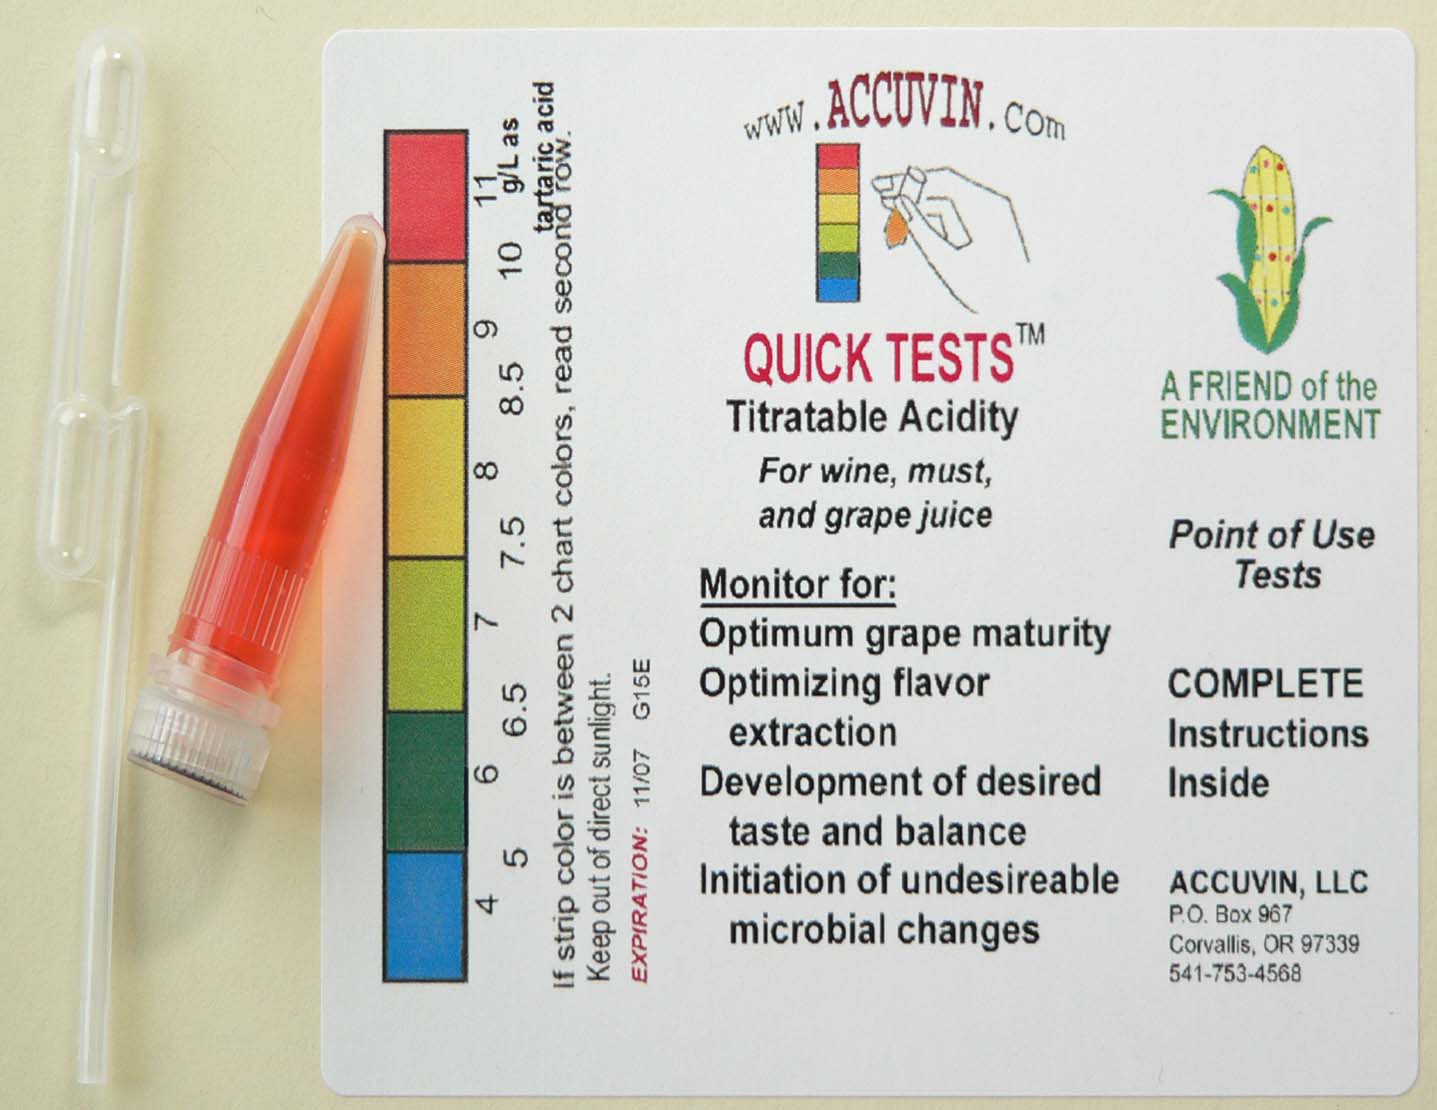 11
10
9
8.5
8
7.5
7
6.5
6
5
4
g/L as
tartaric acid
If strip color is between 2 chart colors, read second row.
Keep out of direct sunlight.
EXPIRATION: 11/07 G15E
www.ACCUVIN.com
QUICK TESTS™
Titratable Acidity
For wine, must,
and grape juice
Monitor for:
Optimum grape maturity
Optimizing flavor
extraction
Development of desired
taste and balance
Initiation of undesireable
microbial changes
A FRIEND of the
ENVIRONMENT
Point of Use
Tests
COMPLETE
Instructions
Inside
ACCUVIN, LLC
P.O. Box 967
Corvallis, OR 97339
541-753-4568